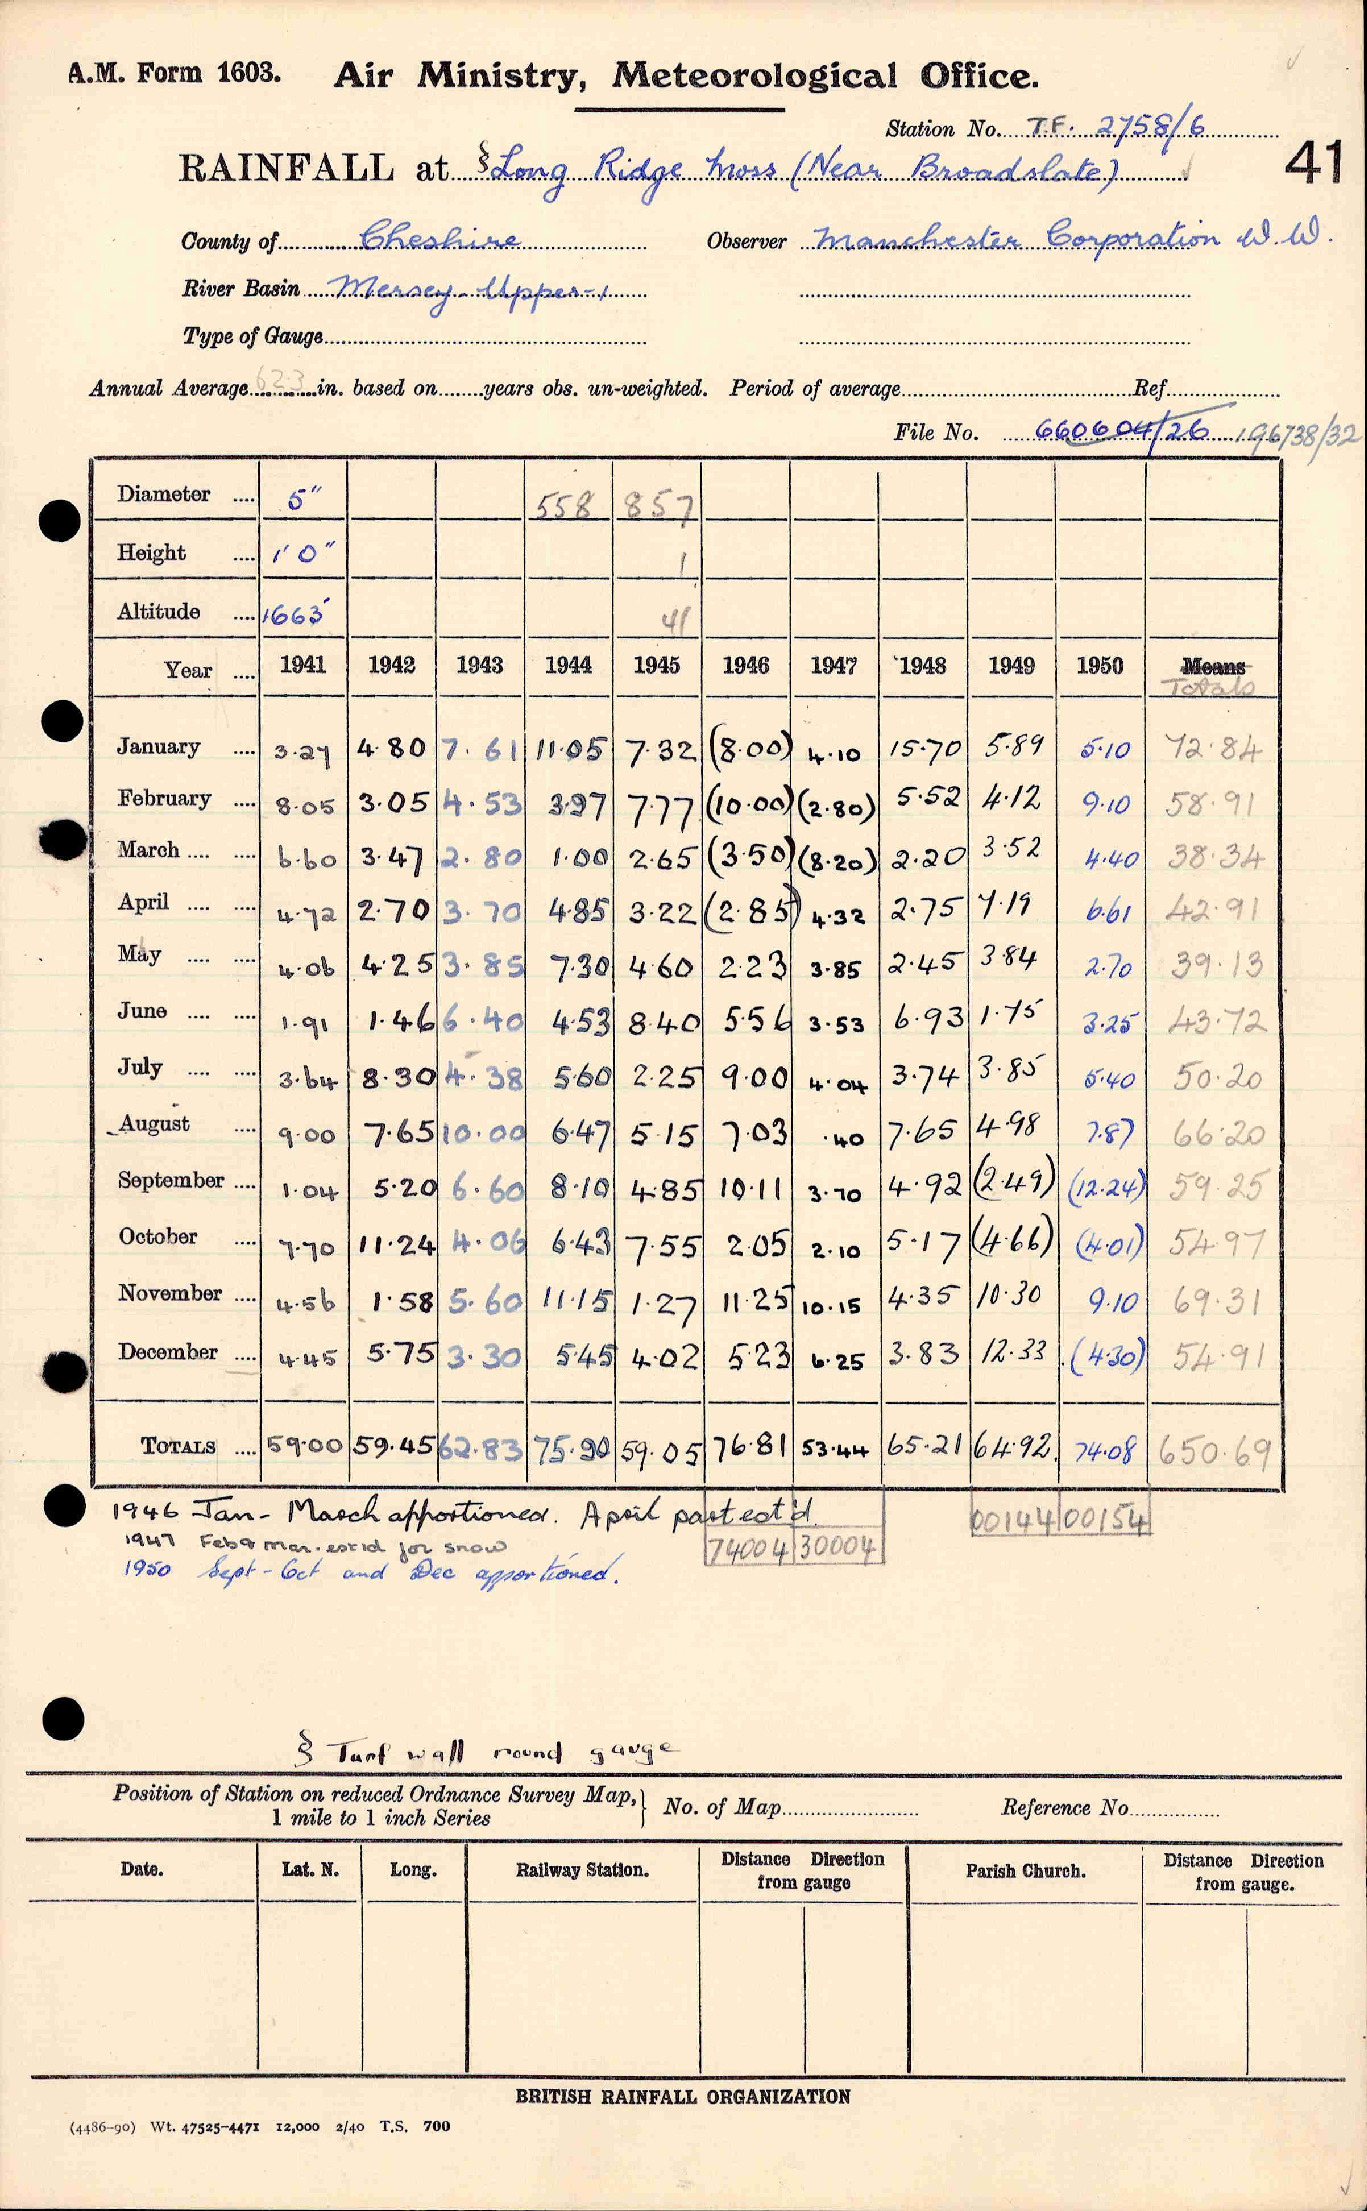 A.M. Form 1603. Air Ministry, Meteorological Office.
Station No. T.F. 2758/6
RAINFALL at § Long Ridge Moss (Near Broadslate) 41
County of Cheshire Observer Manchester Corporation W.W.
River Basin Mersey-Upper-1
Type of Gauge
Annual Average 623 in. based on years obs. un-weighted. Period of average Ref.
File No. 660604/26 196738/32
Diameter .... 5" 558 857
Height .... 1' 0" 1
Altitude .... 1663' 41
Year .... 1941 1942 1943 1944 1945 1946 1947 1948 1949 1950 Means
Totals
January .... 3·27 4·80 7.61 11·05 7·32 (8·00) 4·10 15·70 5·89 5·10 72·84
February .... 8·05 3·05 4·53 3·97 7·77 (10·00) (2·80) 5·52 4·12 9·10 58·91
March .... .... 6·60 3·47 2·80 1·00 2·65 (3·50) (8·20) 2·20 3·52 4·40 38·34
April .... .... 4·72 2·70 3·70 4·85 3·22 (2·85) 4·32 2·75 7·19 6·61 42·91
May .... .... 4·06 4·25 3·85 7·30 4·60 2·23 3·85 2·45 3·84 2·70 39·13
June .... .... 1·91 1·46 6·40 4·53 8·40 5·56 3·53 6·93 1·75 3·25 43·72
July .... .... 3·64 8·30 4·38 5·60 2·25 9·00 4·04 3·74 3·85 5·40 50·20
August .... 9·00 7·65 10·00 6·47 5·15 7·03 ·40 7·65 4·98 7·87 66·20
September .... 1·04 5·20 6·60 8·10 4·85 10·11 3·70 4·92 (2·49) (12·24) 59·25
October .... 7·70 11·24 4·06 6·43 7·55 2·05 2·10 5·17 (4·66) (4·01) 54·97
November .... 4·56 1·58 5.60 11·15 1·27 11·25 10·15 4·35 10·30 9·10 69·31
December .... 4·45 5·75 3·30 5·45 4·02 5·23 6·25 3·83 12·33 (4·30) 54·91
TOTALS .... 59·00 59·45 62·83 75·90 59·05 76·81 53·44 65·21 64·92 74·08 650·69
1946 Jan - March apportioned. April part est'd. 00144 00154
1947 Feb & Mar. est'd for snow 74004 30004
1950 Sept - Oct and Dec apportioned.
§ Turf wall round gauge
Position of Station on reduced Ordnance Survey Map, 1 mile to 1 inch Series } No. of Map Reference No.
Date. Lat. N. Long. Railway Station. Distance from gauge Direction Parish Church. Distance Direction from gauge.
BRITISH RAINFALL ORGANIZATION
(4486-90) Wt. 47525-4471 12,000 2/40 T.S. 700